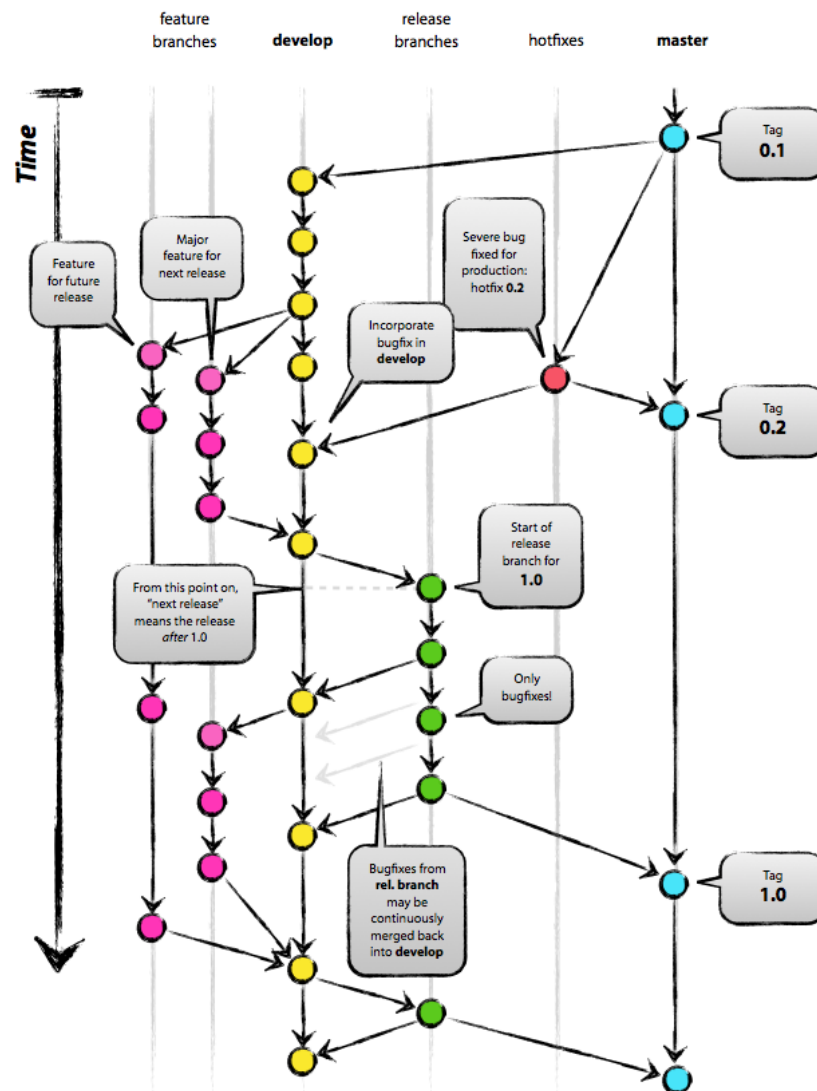 feature
branches
develop
release
branches
hotfixes
master
Time
Tag
0.1
Major
feature for
next release
Feature
for future
release
Severe bug
fixed for
production:
hotfix 0.2
Incorporate
bugfix in
develop
Tag
0.2
Start of
release
branch for
1.0
From this point on,
“next release”
means the release
after 1.0
Only
bugfixes!
Bugfixes from
rel. branch
may be
continuously
merged back
into develop
Tag
1.0